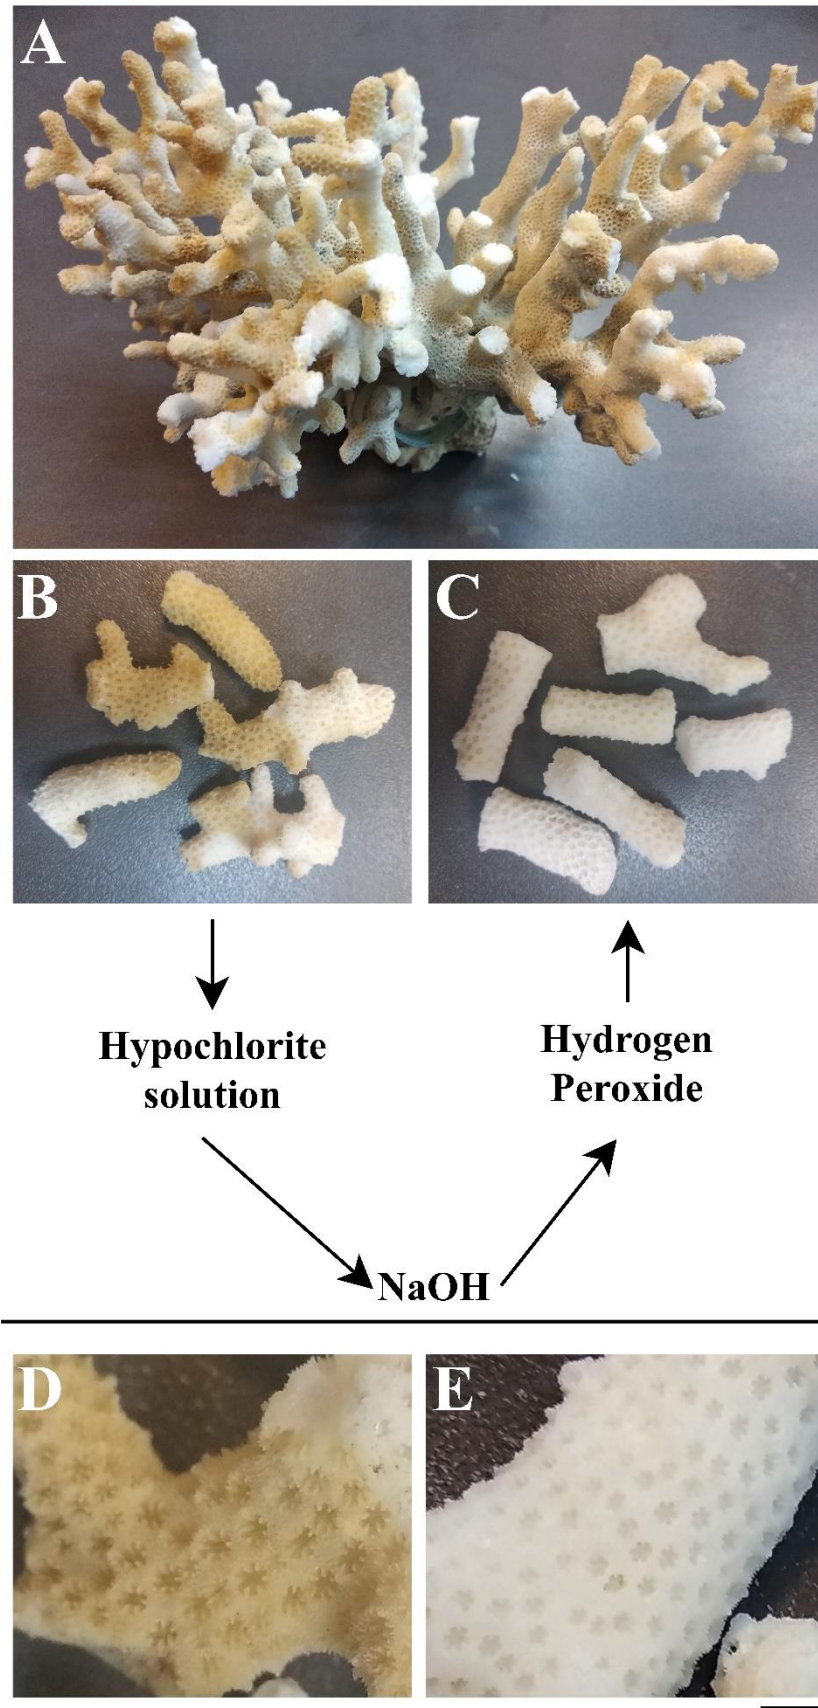 A
B
C
Hypochlorite
solution
Hydrogen
Peroxide
NaOH
D
E